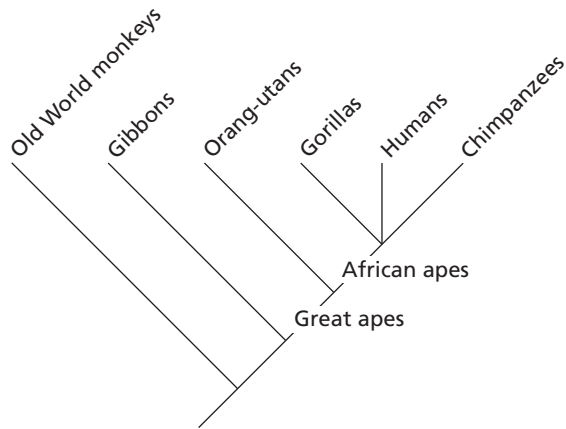 Old World monkeys
Gibbons
Orang-utans
Gorillas
Humans
Chimpanzees
African apes
Great apes